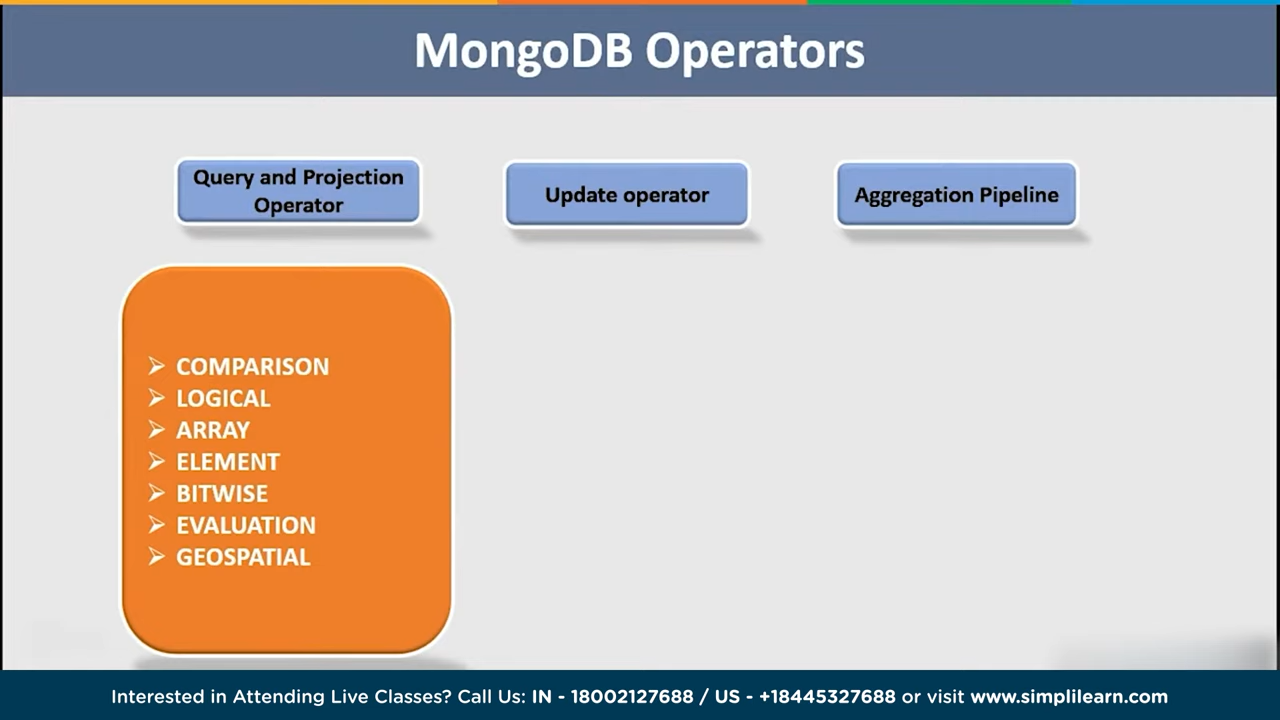 MongoDB Operators
Query and Projection
Operator
Update operator
Aggregation Pipeline
COMPARISON
LOGICAL
ARRAY
ELEMENT
BITWISE
EVALUATION
GEOSPATIAL
Interested in Attending Live Classes? Call Us: IN - 18002127688 / US - +18445327688 or visit www.simplilearn.com